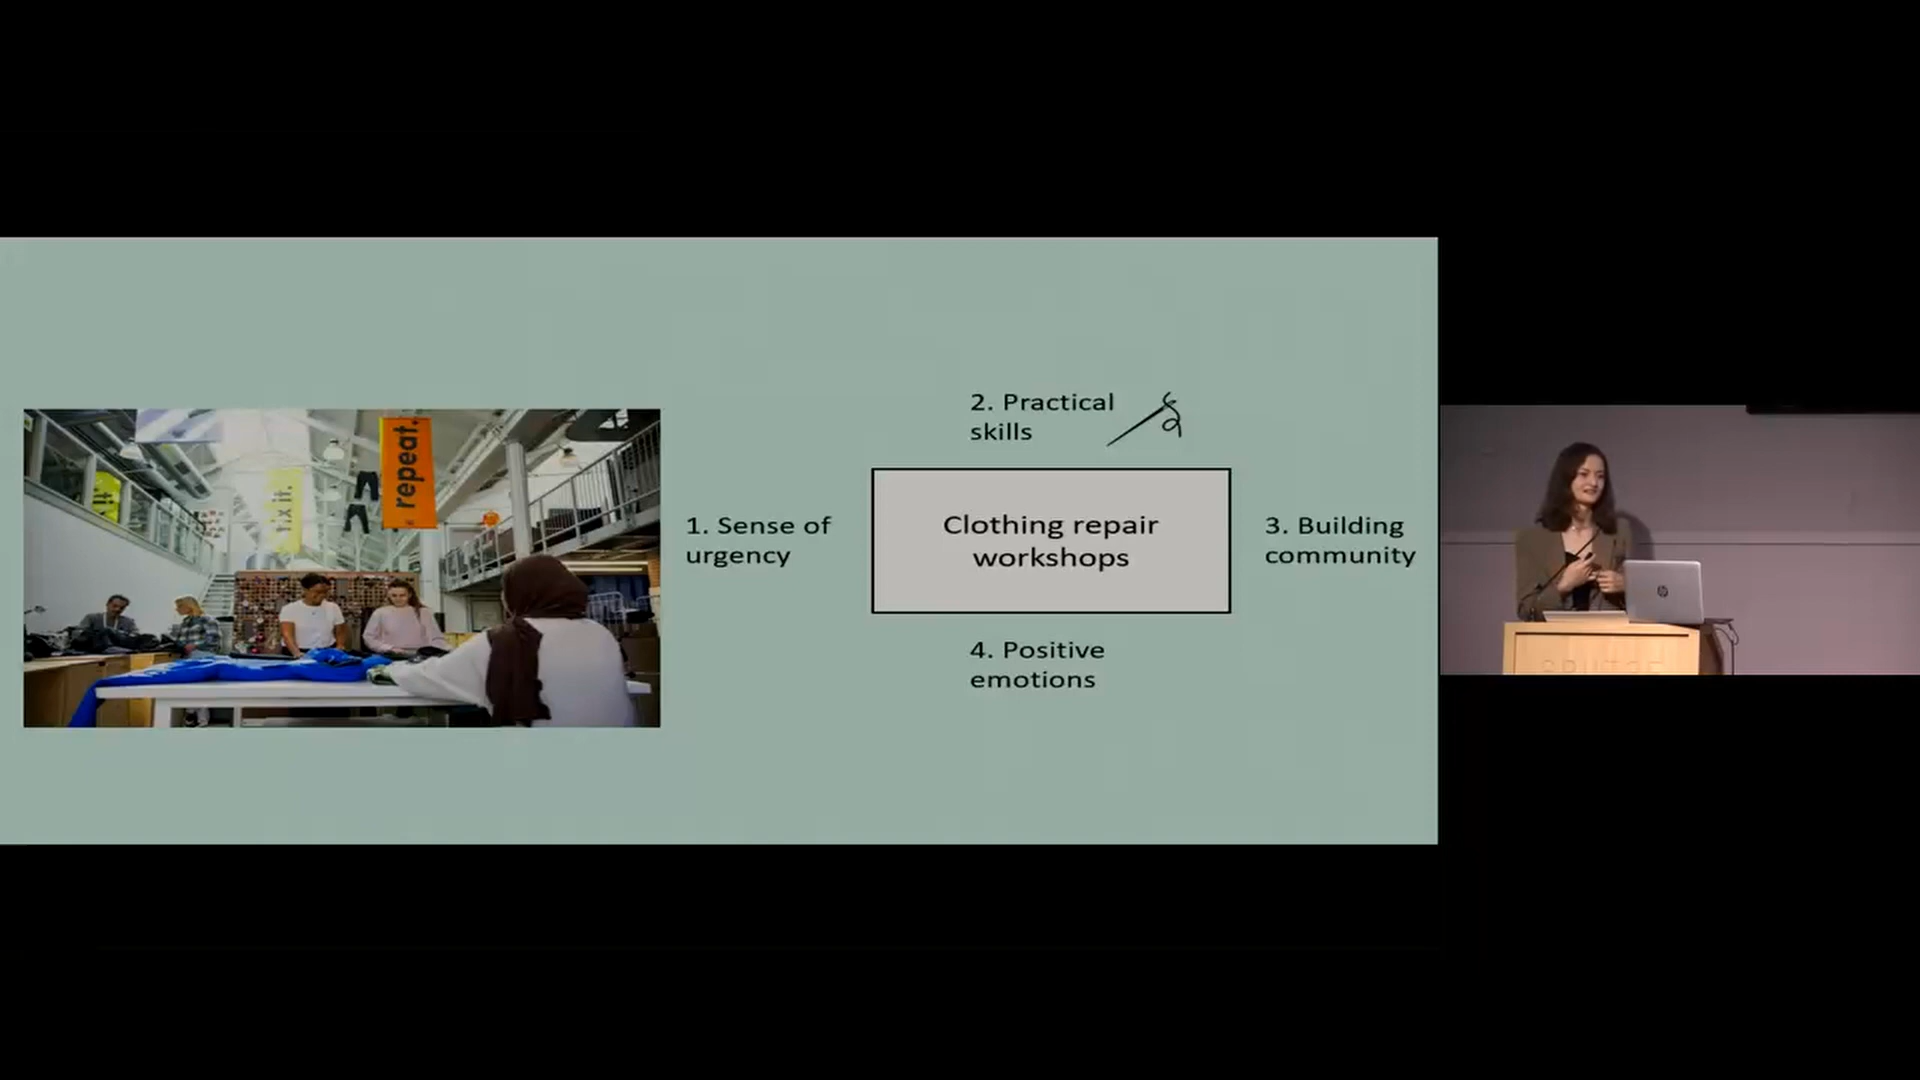 repeat.
fix it.
1. Sense of
urgency
2. Practical
skills
Clothing repair
workshops
3. Building
community
4. Positive
emotions
hp